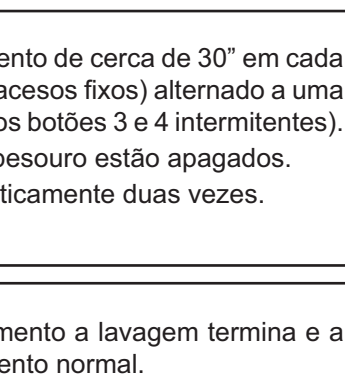 ento de cerca de 30” em cada
acesos fixos) alternado a uma
os botões 3 e 4 intermitentes).
besouro estão apagados.
ticamente duas vezes.
mento a lavagem termina e a
ento normal.